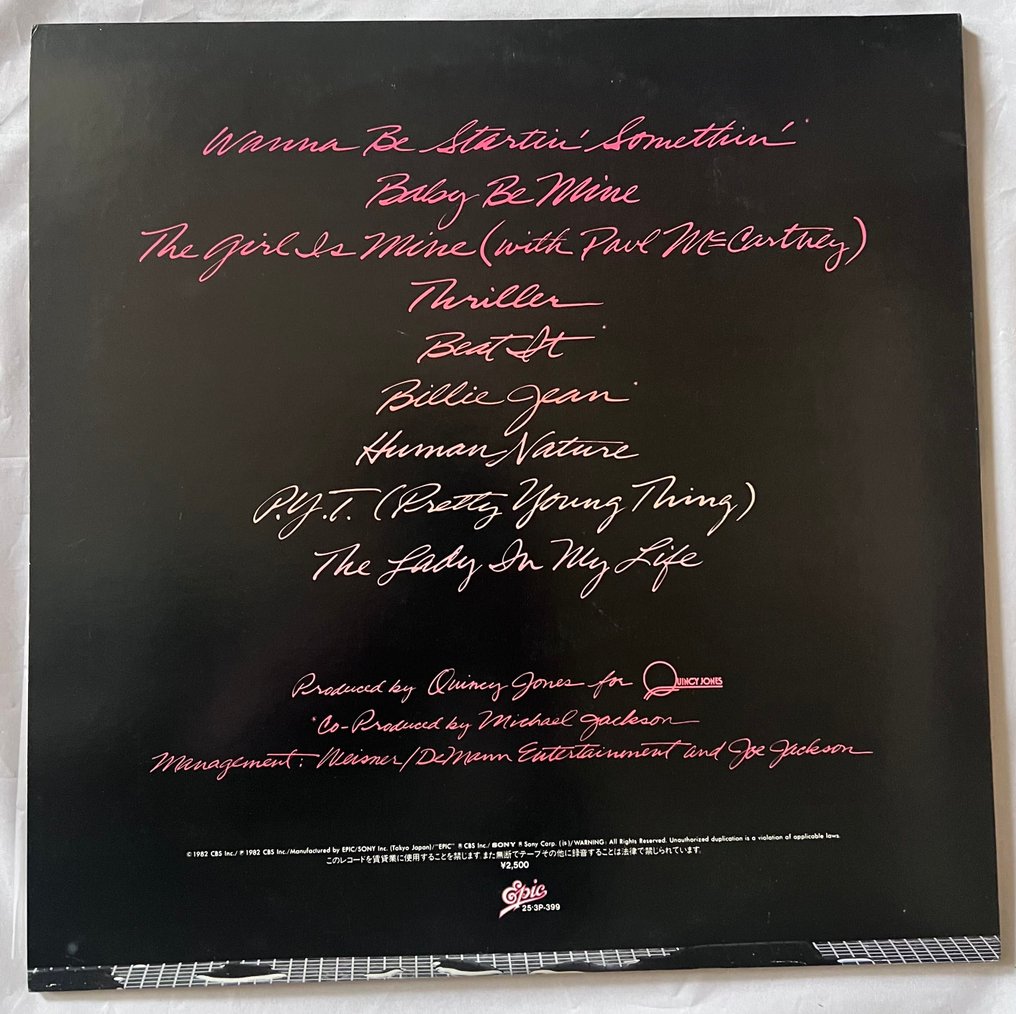 Wanna Be Startin' Somethin'*
Baby Be Mine
The Girl Is Mine (with Paul McCartney)
Thriller
Beat It*
Billie Jean*
Human Nature
P.Y.T. (Pretty Young Thing)
The Lady In My Life
Produced by Quincy Jones for QUINCY JONES
*Co-Produced by Michael Jackson
Management: Weisner/DeMann Entertainment and Joe Jackson
©1982 CBS Inc./℗ 1982 CBS Inc./Manufactured by EPIC/SONY Inc. (Tokyo Japan)/"EPIC" ® CBS Inc./SONY ® Sony Corp. (is)/WARNING: All Rights Reserved. Unauthorized duplication is a violation of applicable laws.
このレコードを賃貸業に使用することを禁じます.また無断でテープその他に録音することは法律で禁じられています.
¥2,500
Epic
25·3P-399